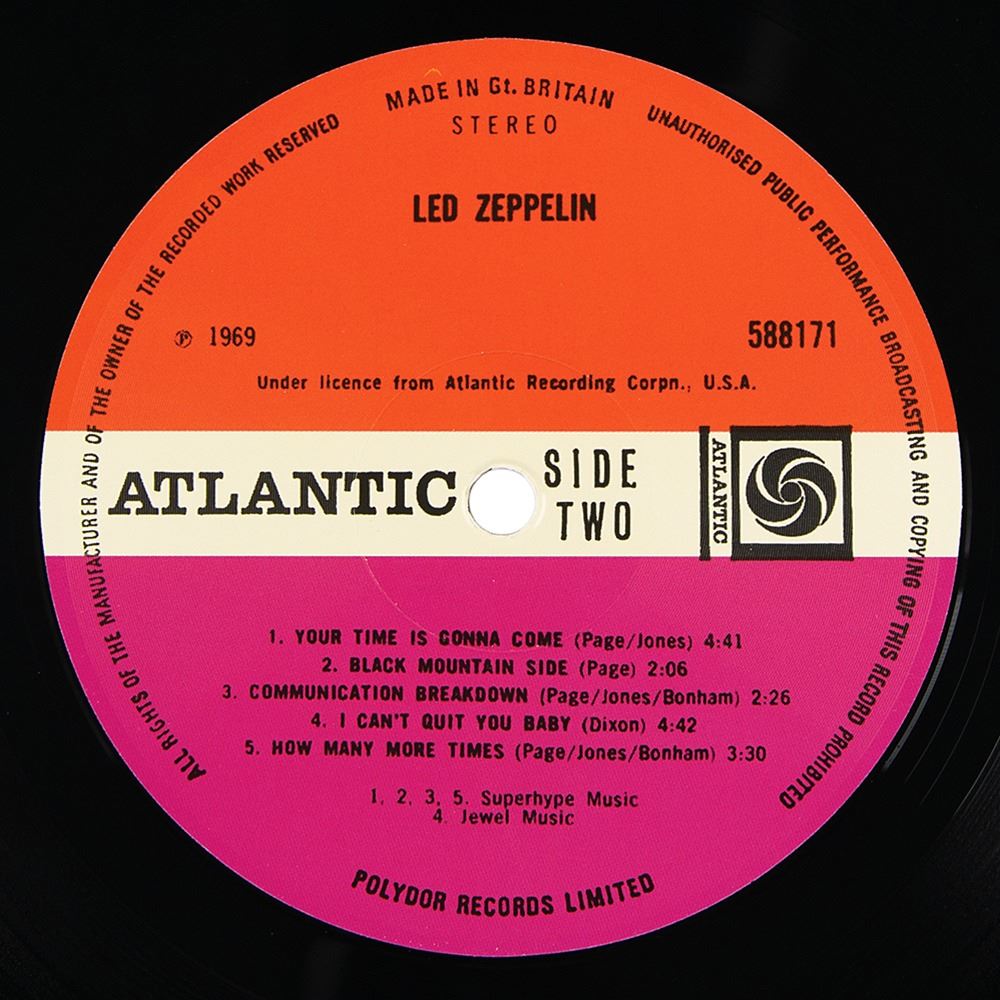 MADE IN Gt. BRITAIN
STEREO
ALL RIGHTS OF THE MANUFACTURER AND OF THE OWNER OF THE RECORDED WORK RESERVED
UNAUTHORISED PUBLIC PERFORMANCE BROADCASTING AND COPYING OF THIS RECORD PROHIBITED
LED ZEPPELIN
℗ 1969
588171
Under licence from Atlantic Recording Corpn., U.S.A.
ATLANTIC
SIDE
TWO
ATLANTIC
1. YOUR TIME IS GONNA COME (Page/Jones) 4:41
2. BLACK MOUNTAIN SIDE (Page) 2:06
3. COMMUNICATION BREAKDOWN (Page/Jones/Bonham) 2:26
4. I CAN'T QUIT YOU BABY (Dixon) 4:42
5. HOW MANY MORE TIMES (Page/Jones/Bonham) 3:30
1, 2, 3, 5. Superhype Music
4. Jewel Music
POLYDOR RECORDS LIMITED